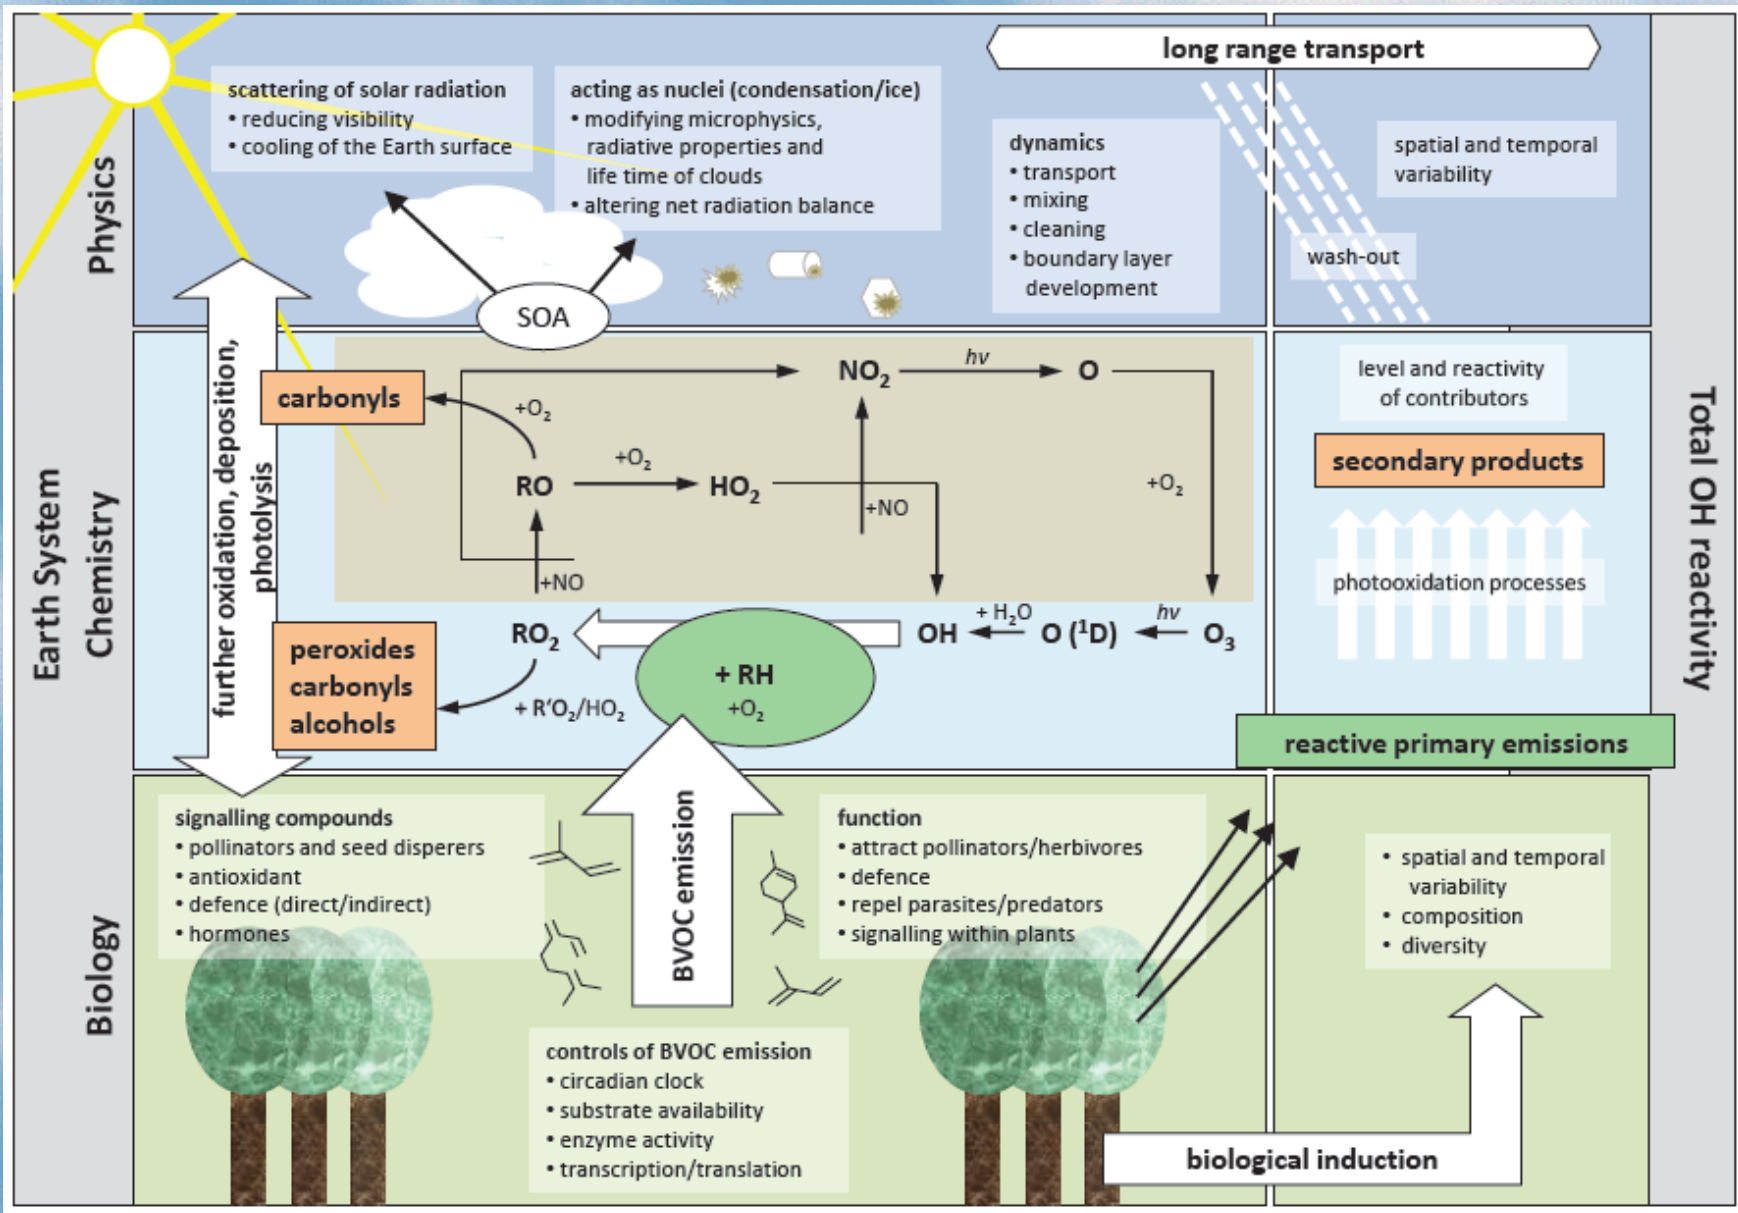 Earth System
Physics
Chemistry
Biology
Total OH reactivity
scattering of solar radiation
• reducing visibility
• cooling of the Earth surface
acting as nuclei (condensation/ice)
• modifying microphysics,
radiative properties and
life time of clouds
• altering net radiation balance
long range transport
dynamics
• transport
• mixing
• cleaning
• boundary layer
development
spatial and temporal
variability
wash-out
SOA
further oxidation, deposition,
photolysis
carbonyls
+O₂
NO₂
hν
O
RO
+O₂
HO₂
+NO
+O₂
+NO
peroxides
carbonyls
alcohols
RO₂
+ R'O₂/HO₂
+ RH
+O₂
OH
+ H₂O
O (¹D)
hν
O₃
level and reactivity
of contributors
secondary products
photooxidation processes
reactive primary emissions
signalling compounds
• pollinators and seed disperers
• antioxidant
• defence (direct/indirect)
• hormones
BVOC emission
function
• attract pollinators/herbivores
• defence
• repel parasites/predators
• signalling within plants
• spatial and temporal
variability
• composition
• diversity
controls of BVOC emission
• circadian clock
• substrate availability
• enzyme activity
• transcription/translation
biological induction